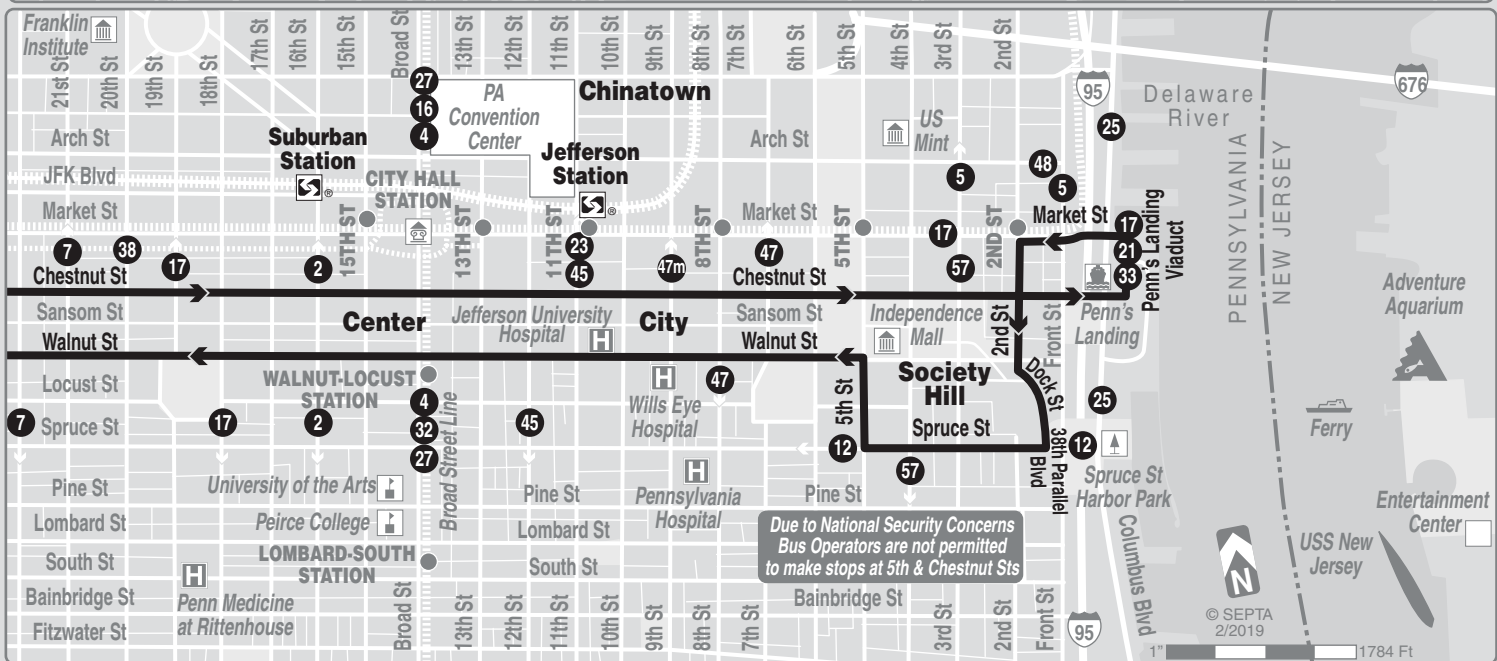 Franklin
Institute
21st St
20th St
19th St
18th St
17th St
16th St
15th St
Broad St
13th St
12th St
11th St
10th St
9th St
8th St
7th St
6th St
5th St
4th St
3rd St
2nd St
27
16
4
PA
Convention
Center
Chinatown
95
676
Delaware
River
25
Arch St
Suburban
Station
Jefferson
Station
Arch St
US
Mint
JFK Blvd
CITY HALL
STATION
5
48
5
PENNSYLVANIA
NEW JERSEY
Market St
15TH ST
13TH ST
11TH ST
8TH ST
Market St
5TH ST
2ND ST
Market St
17
21
33
Penn's Landing
Viaduct
7
38
17
2
23
45
47m
47
17
57
Chestnut St
Chestnut St
Sansom St
Center
Jefferson University
Hospital
H
City
Sansom St
Independence
Mall
2nd St
Front St
Penn's
Landing
Adventure
Aquarium
Walnut St
Walnut St
Locust St
WALNUT-LOCUST
STATION
H
Wills Eye
Hospital
47
5th St
Society
Hill
Dock St
25
7
Spruce St
17
2
4
32
27
Broad Street Line
45
12
Spruce St
57
38th Parallel
Blvd
12
Spruce St
Harbor Park
Ferry
Pine St
University of the Arts
Pine St
H
Pennsylvania
Hospital
Pine St
Lombard St
Peirce College
Lombard St
Due to National Security Concerns
Bus Operators are not permitted
to make stops at 5th & Chestnut Sts
Columbus Blvd
Entertainment
Center
USS New
Jersey
South St
LOMBARD-SOUTH
STATION
South St
H
Penn Medicine
at Rittenhouse
Bainbridge St
Bainbridge St
Fitzwater St
Broad St
13th St
12th St
11th St
10th St
9th St
8th St
7th St
3rd St
2nd St
Front St
95
N
© SEPTA
2/2019
1"
1784 Ft